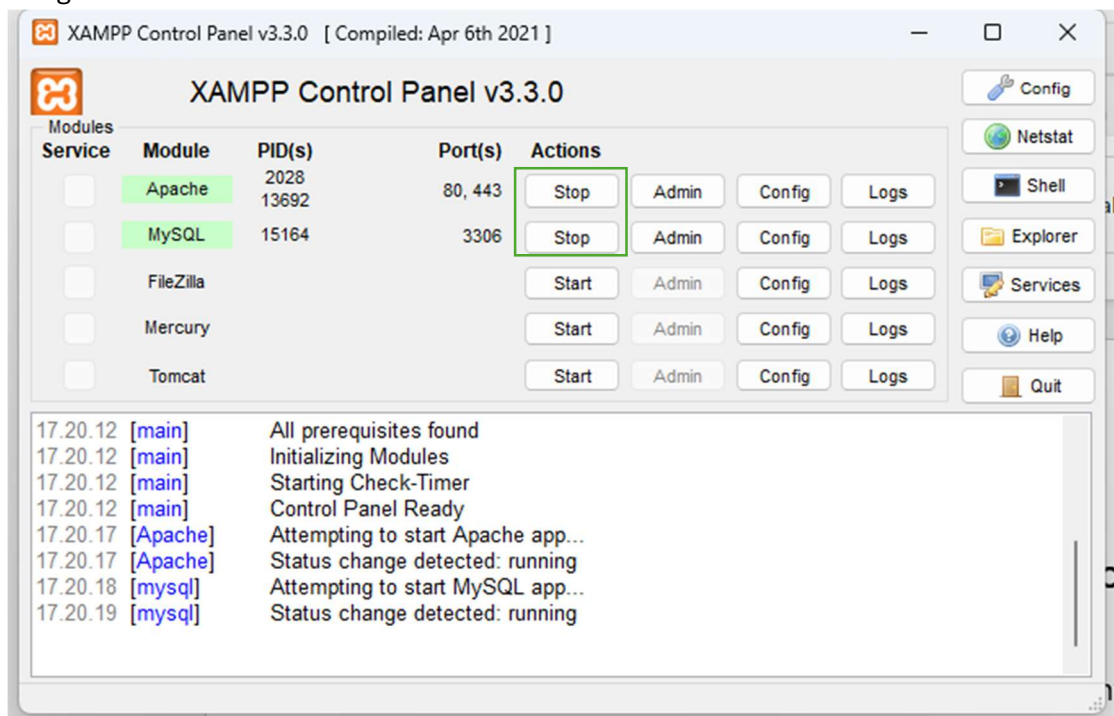 XAMPP Control Panel v3.3.0 [ Compiled: Apr 6th 2021 ]
XAMPP Control Panel v3.3.0
Config
Modules
Service Module PID(s) Port(s) Actions
Netstat
Apache 2028 13692 80, 443 Stop Admin Config Logs
Shell
MySQL 15164 3306 Stop Admin Config Logs
Explorer
FileZilla Start Admin Config Logs
Services
Mercury Start Admin Config Logs
Help
Tomcat Start Admin Config Logs
Quit
17.20.12 [main] All prerequisites found
17.20.12 [main] Initializing Modules
17.20.12 [main] Starting Check-Timer
17.20.12 [main] Control Panel Ready
17.20.17 [Apache] Attempting to start Apache app...
17.20.17 [Apache] Status change detected: running
17.20.18 [mysql] Attempting to start MySQL app...
17.20.19 [mysql] Status change detected: running